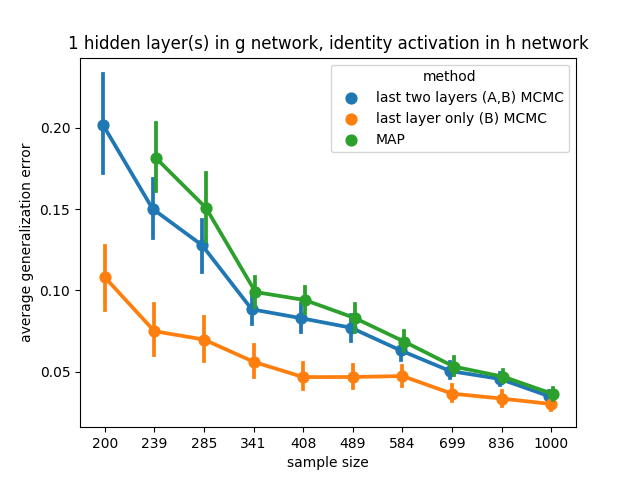 1 hidden layer(s) in g network, identity activation in h network
method
last two layers (A,B) MCMC
last layer only (B) MCMC
MAP
average generalization error
0.20
0.15
0.10
0.05
200 239 285 341 408 489 584 699 836 1000
sample size